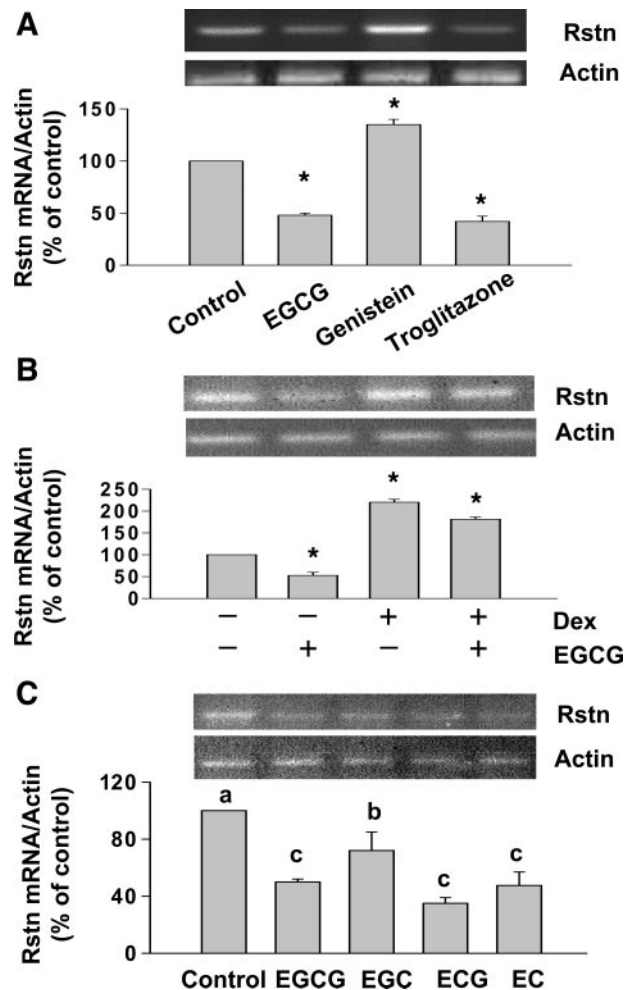 A
Rstn
Actin
Rstn mRNA/Actin
(% of control)
150
100
50
0
*
*
*
Control
EGCG
Genistein
Troglitazone
B
Rstn
Actin
Rstn mRNA/Actin
(% of control)
250
200
150
100
50
0
*
*
*
− − + + Dex
− + − + EGCG
C
Rstn
Actin
Rstn mRNA/Actin
(% of control)
120
80
40
0
a
c
b
c
c
Control EGCG EGC ECG EC